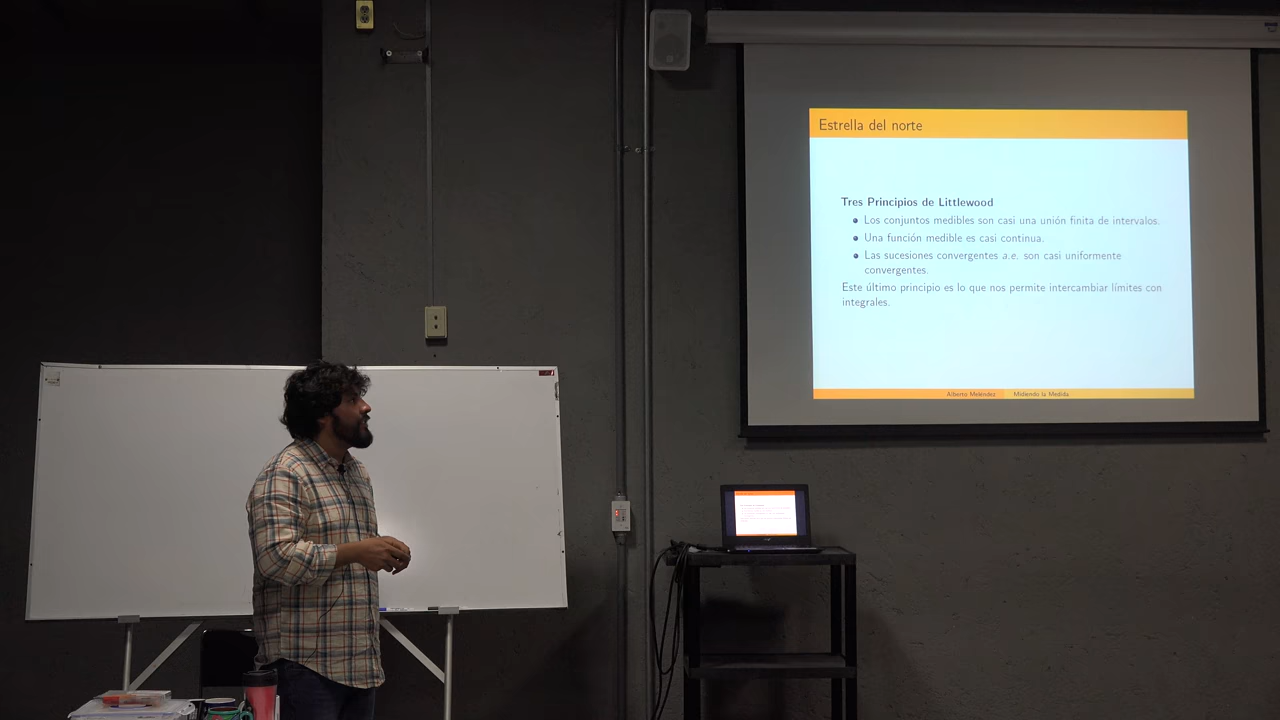 Estrella del norte
Tres Principios de Littlewood
Los conjuntos medibles son casi una unión finita de intervalos.
Una función medible es casi continua.
Las sucesiones convergentes a.e. son casi uniformemente
convergentes.
Este último principio es lo que nos permite intercambiar límites con
integrales.
Alberto Meléndez
Midiendo la Medida